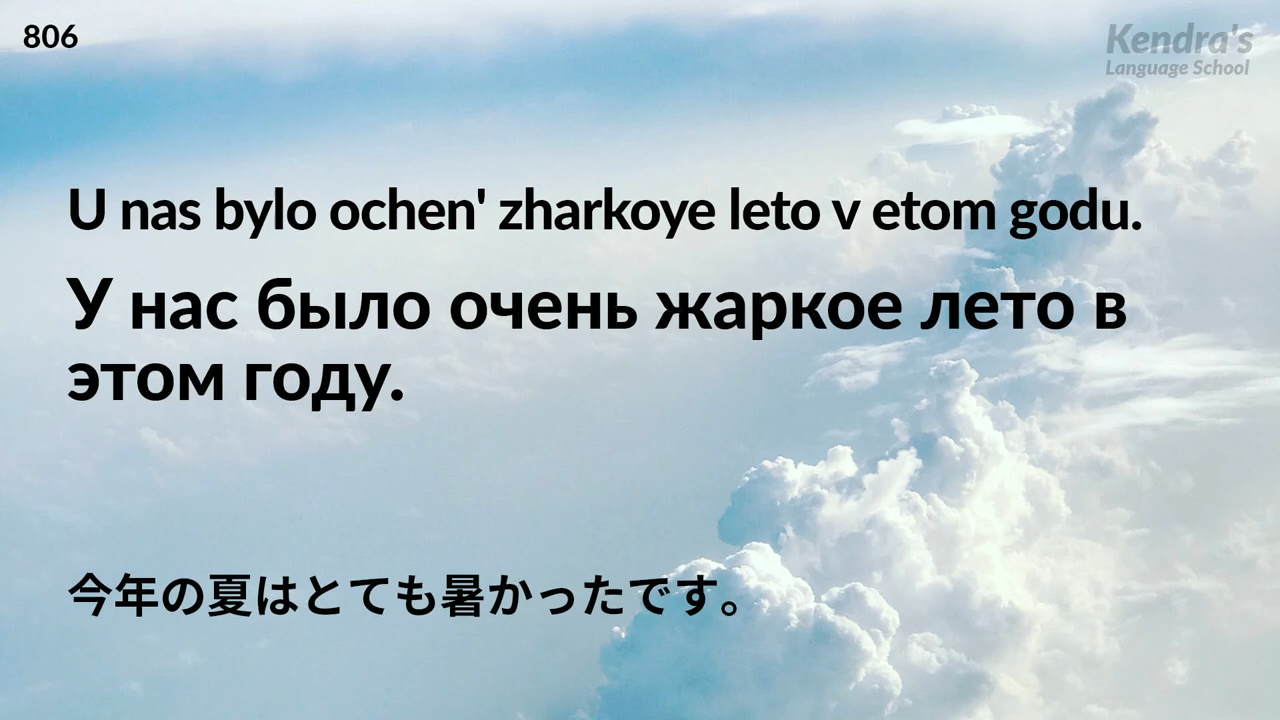 806
Kendra's
Language School
U nas bylo ochen' zharkoye leto v etom godu.
У нас было очень жаркое лето в
этом году.
今年の夏はとても暑かったです。